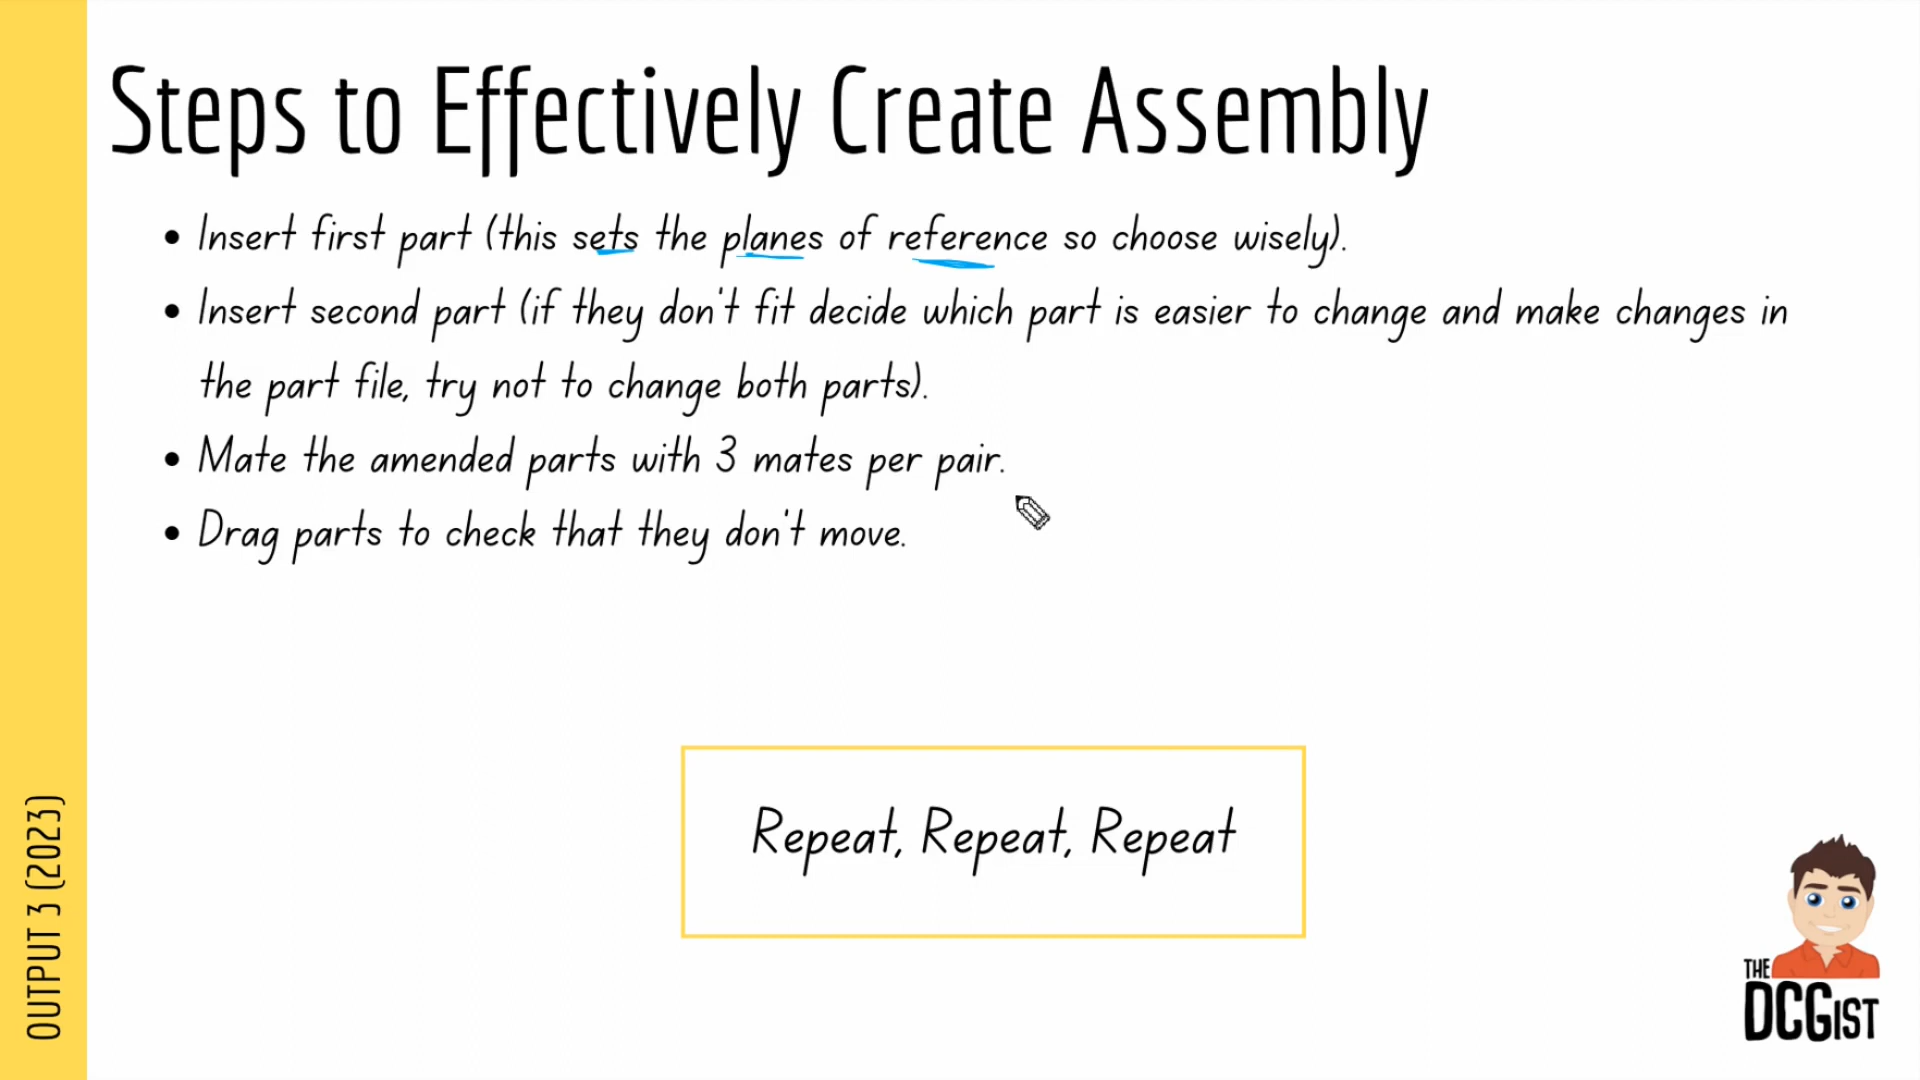 Steps to Effectively Create Assembly
• Insert first part (this sets the planes of reference so choose wisely).
• Insert second part (if they don't fit decide which part is easier to change and make changes in
the part file, try not to change both parts).
• Mate the amended parts with 3 mates per pair.
• Drag parts to check that they don't move.
Repeat, Repeat, Repeat
OUTPUT 3 (2023)
THE
DCGIST